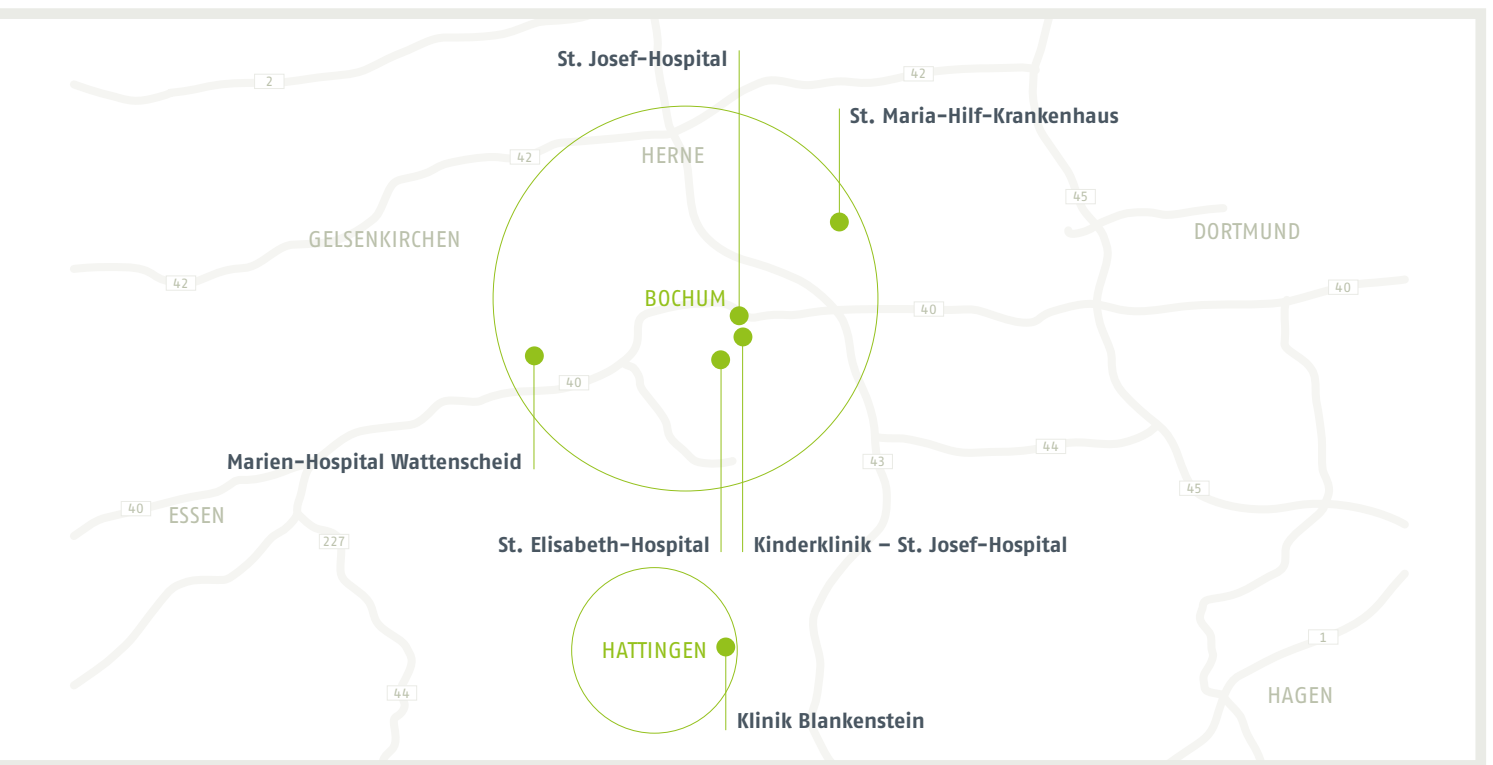 St. Josef-Hospital
42
2
St. Maria-Hilf-Krankenhaus
42
HERNE
45
DORTMUND
GELSENKIRCHEN
42
40
BOCHUM
40
40
44
Marien-Hospital Wattenscheid
43
45
40
ESSEN
227
St. Elisabeth-Hospital
Kinderklinik – St. Josef-Hospital
1
HATTINGEN
44
HAGEN
Klinik Blankenstein